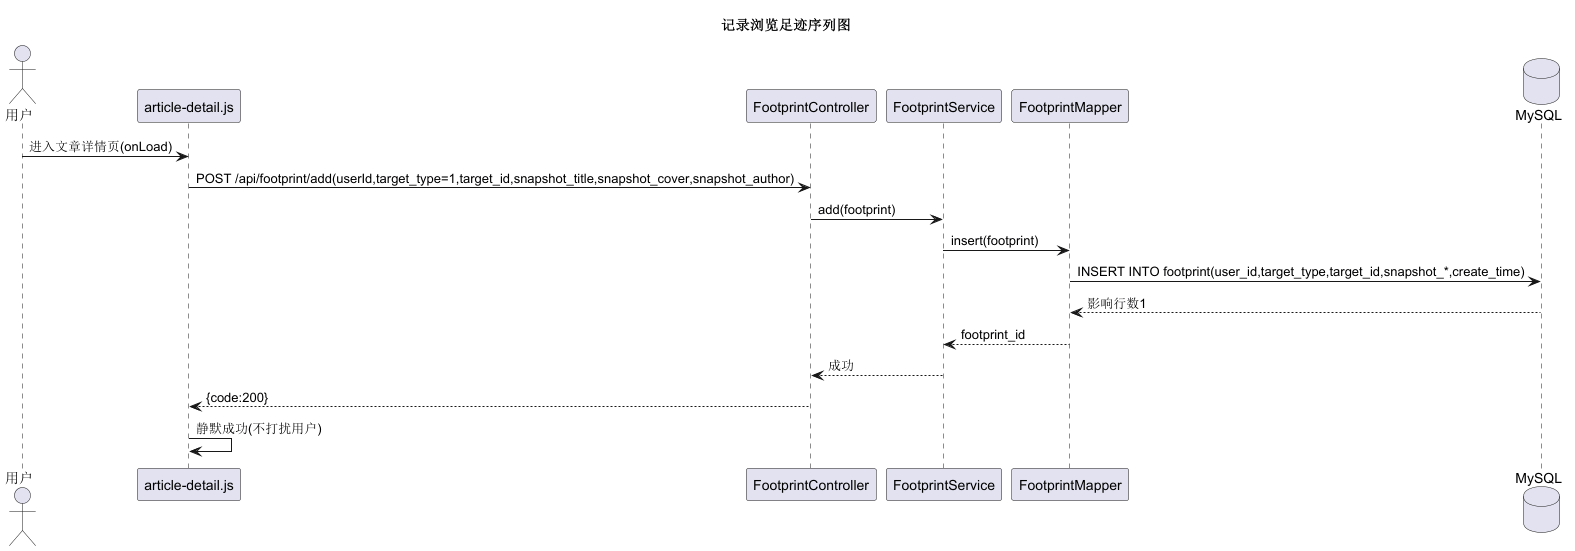 记录浏览足迹序列图
用户
article-detail.js
FootprintController
FootprintService
FootprintMapper
MySQL
进入文章详情页(onLoad)
POST /api/footprint/add(userId,target_type=1,target_id,snapshot_title,snapshot_cover,snapshot_author)
add(footprint)
insert(footprint)
INSERT INTO footprint(user_id,target_type,target_id,snapshot_*,create_time)
影响行数1
footprint_id
成功
{code:200}
静默成功(不打扰用户)
用户
article-detail.js
FootprintController
FootprintService
FootprintMapper
MySQL